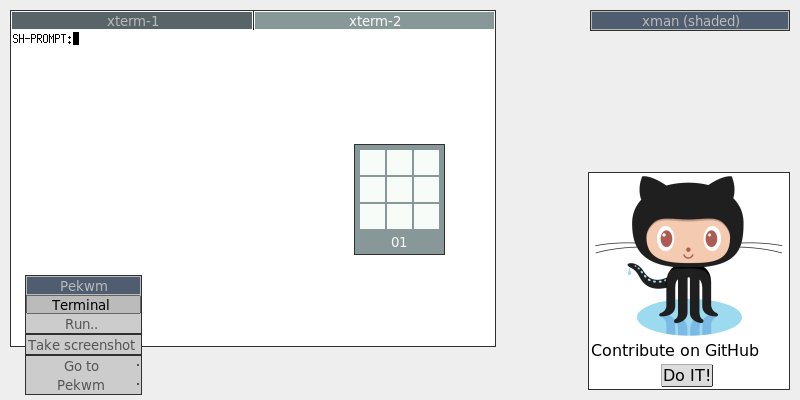 xterm-1
xterm-2
xman (shaded)
SH-PROMPT:
01
Pekwm
Terminal
Run..
Take screenshot
Go to
Pekwm
Contribute on GitHub
Do IT!